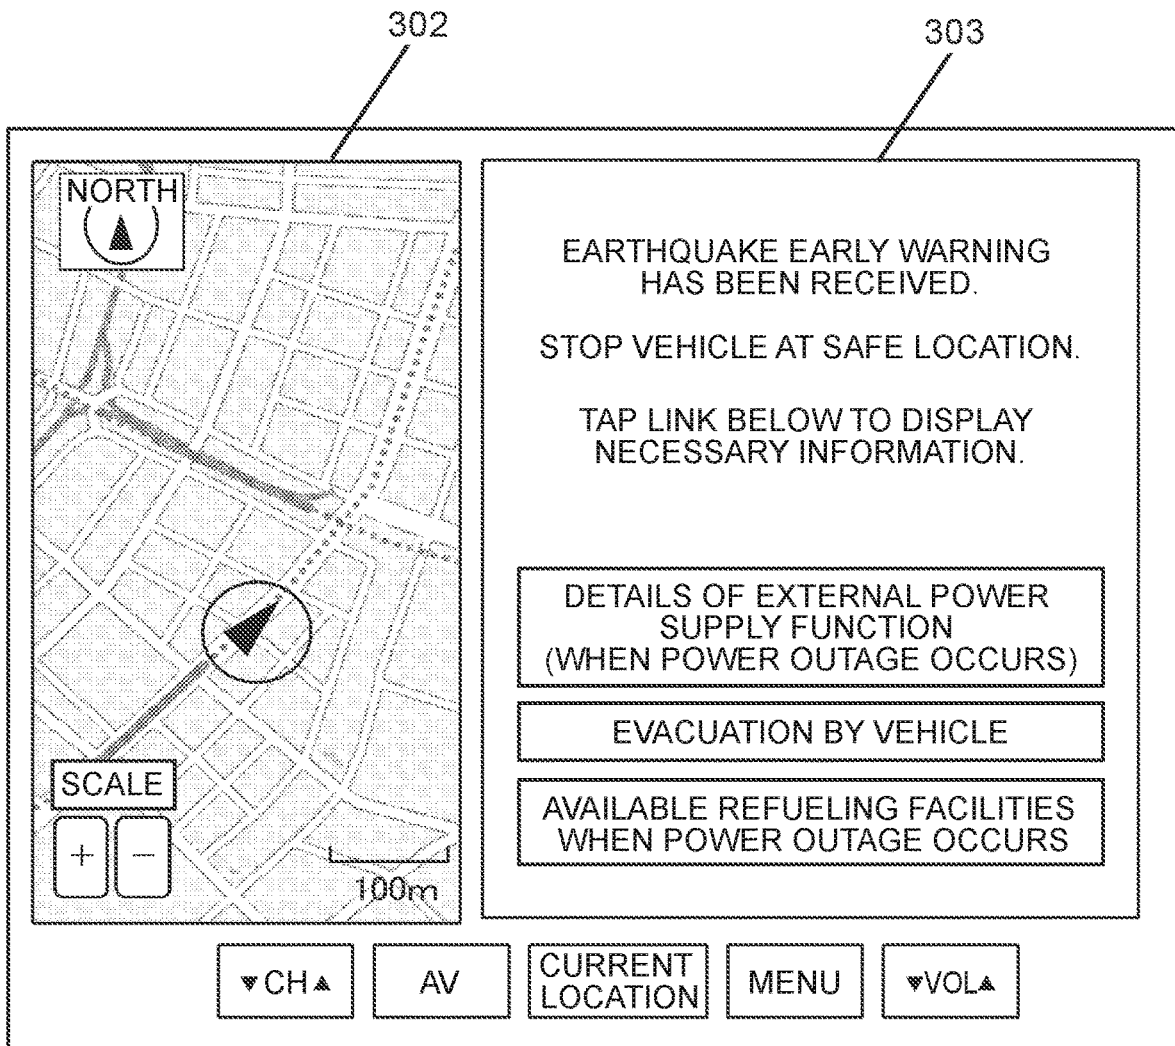 302
303
NORTH
SCALE
+ −
100m
EARTHQUAKE EARLY WARNING
HAS BEEN RECEIVED.
STOP VEHICLE AT SAFE LOCATION.
TAP LINK BELOW TO DISPLAY
NECESSARY INFORMATION.
DETAILS OF EXTERNAL POWER
SUPPLY FUNCTION
(WHEN POWER OUTAGE OCCURS)
EVACUATION BY VEHICLE
AVAILABLE REFUELING FACILITIES
WHEN POWER OUTAGE OCCURS
▼CH▲
AV
CURRENT
LOCATION
MENU
▼VOL▲